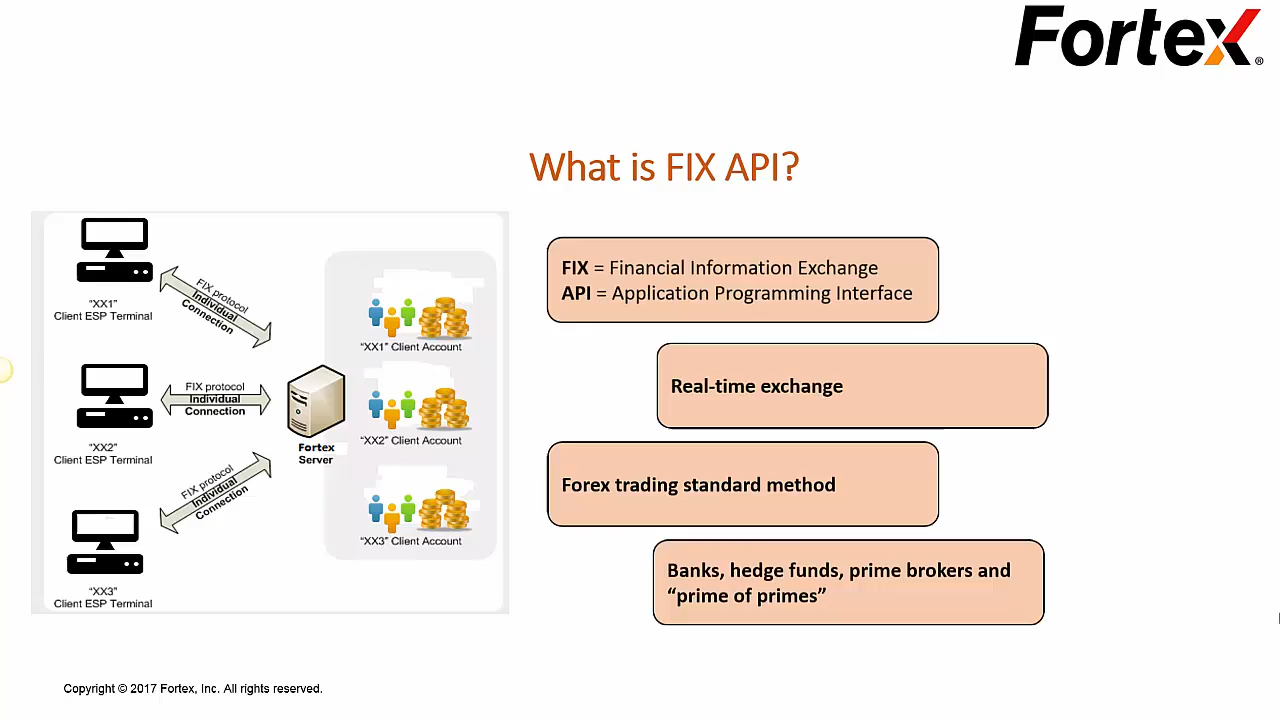 Fortex®
What is FIX API?
"XX1"
Client ESP Terminal
FIX protocol
Individual
Connection
"XX2"
Client ESP Terminal
FIX protocol
Individual
Connection
"XX3"
Client ESP Terminal
FIX protocol
Individual
Connection
Fortex
Server
"XX1" Client Account
"XX2" Client Account
"XX3" Client Account
FIX = Financial Information Exchange
API = Application Programming Interface
Real-time exchange
Forex trading standard method
Banks, hedge funds, prime brokers and
“prime of primes”
Copyright © 2017 Fortex, Inc. All rights reserved.